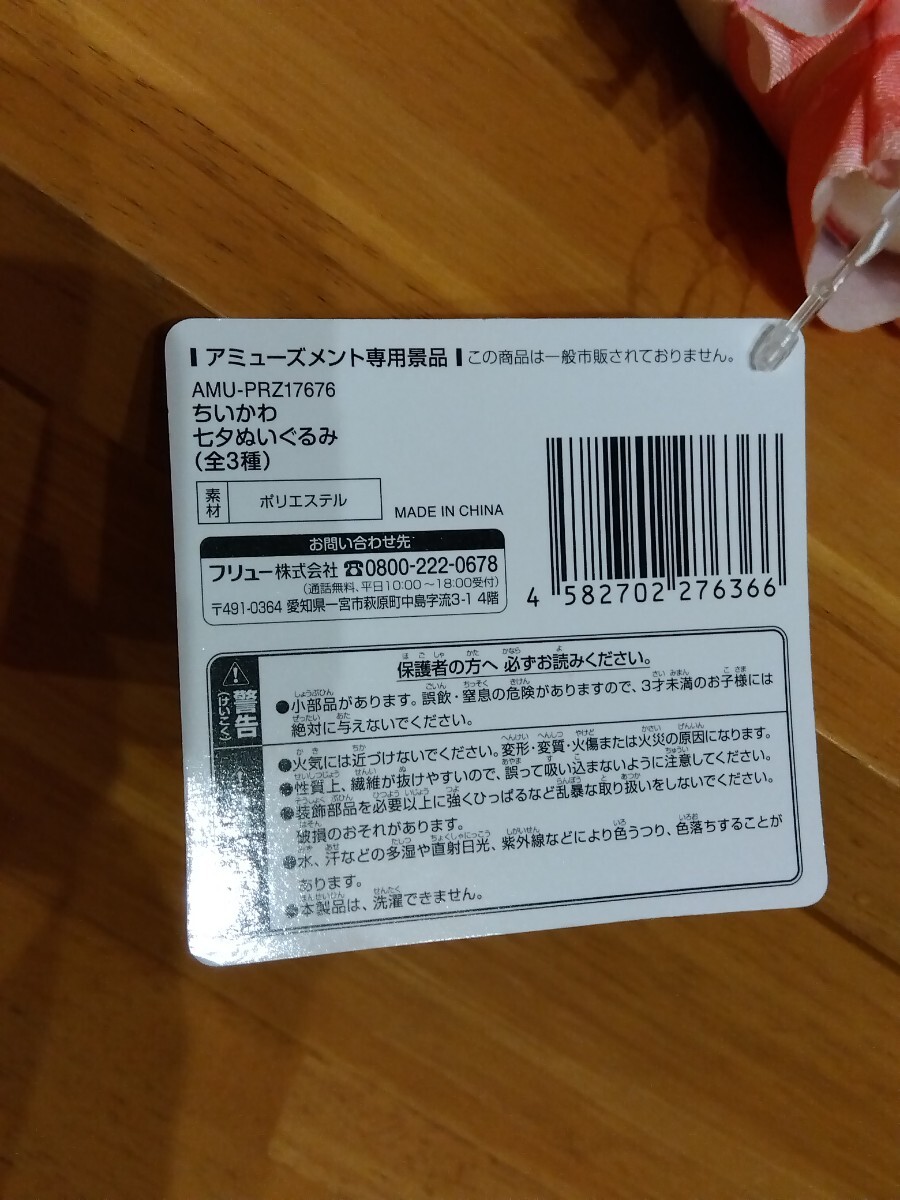 アミューズメント専用景品 この商品は一般市販されておりません。
AMU-PRZ17676
ちいかわ
七夕ぬいぐるみ
(全3種)
素材 ポリエステル
MADE IN CHINA
お問い合わせ先
フリュー株式会社 ☎0800-222-0678
(通話無料、平日10:00～18:00受付)
〒491-0364 愛知県一宮市萩原町中島字流3-1 4階
4 582702 276366
⚠警告(けいこく)
保護者の方へ 必ずお読みください。
●小部品があります。誤飲・窒息の危険がありますので、3才未満のお子様には
絶対に与えないでください。
●火気には近づけないでください。変形・変質・火傷または火災の原因になります。
●性質上、繊維が抜けやすいので、誤って吸い込まないように注意してください。
●装飾部品を必要以上に強くひっぱるなど乱暴な取り扱いをしないでください。
破損のおそれがあります。
●水、汗などの多湿や直射日光、紫外線などにより色うつり、色落ちすることが
あります。
●本製品は、洗濯できません。